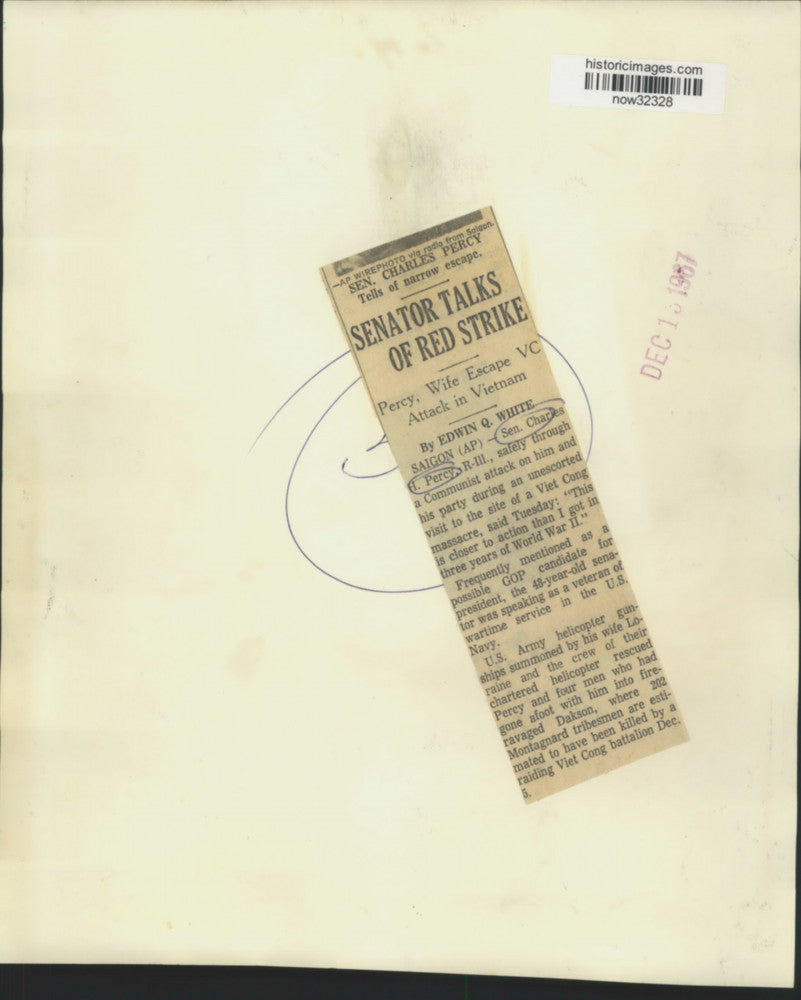 historicimages.com
now32328
DEC 13 1967
—AP WIREPHOTO via radio from Saigon.
SEN. CHARLES PERCY
Tells of narrow escape.
SENATOR TALKS
OF RED STRIKE
Percy, Wife Escape VC
Attack in Vietnam
By EDWIN Q. WHITE
SAIGON (AP) — Sen. Charles
H. Percy, R-Ill., safely through
a Communist attack on him and
his party during an unescorted
visit to the site of a Viet Cong
massacre, said Tuesday: "This
is closer to action than I got in
three years of World War II."
Frequently mentioned as a
possible GOP candidate for
president, the 48-year-old sena-
tor was speaking as a veteran of
wartime service in the U.S.
Navy.
U.S. Army helicopter gun-
ships summoned by his wife Lo-
raine and the crew of their
chartered helicopter rescued
Percy and four men who had
gone afoot with him into fire-
ravaged Dakson, where 202
Montagnard tribesmen are esti-
mated to have been killed by a
raiding Viet Cong battalion Dec.
5.